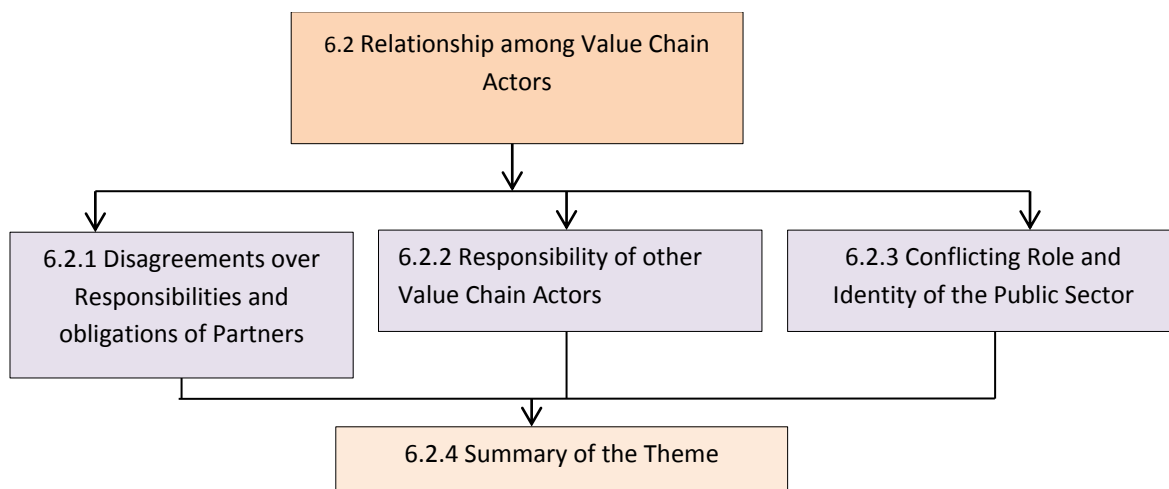 6.2 Relationship among Value Chain
Actors
6.2.1 Disagreements over
Responsibilities and
obligations of Partners
6.2.2 Responsibility of other
Value Chain Actors
6.2.3 Conflicting Role and
Identity of the Public Sector
6.2.4 Summary of the Theme